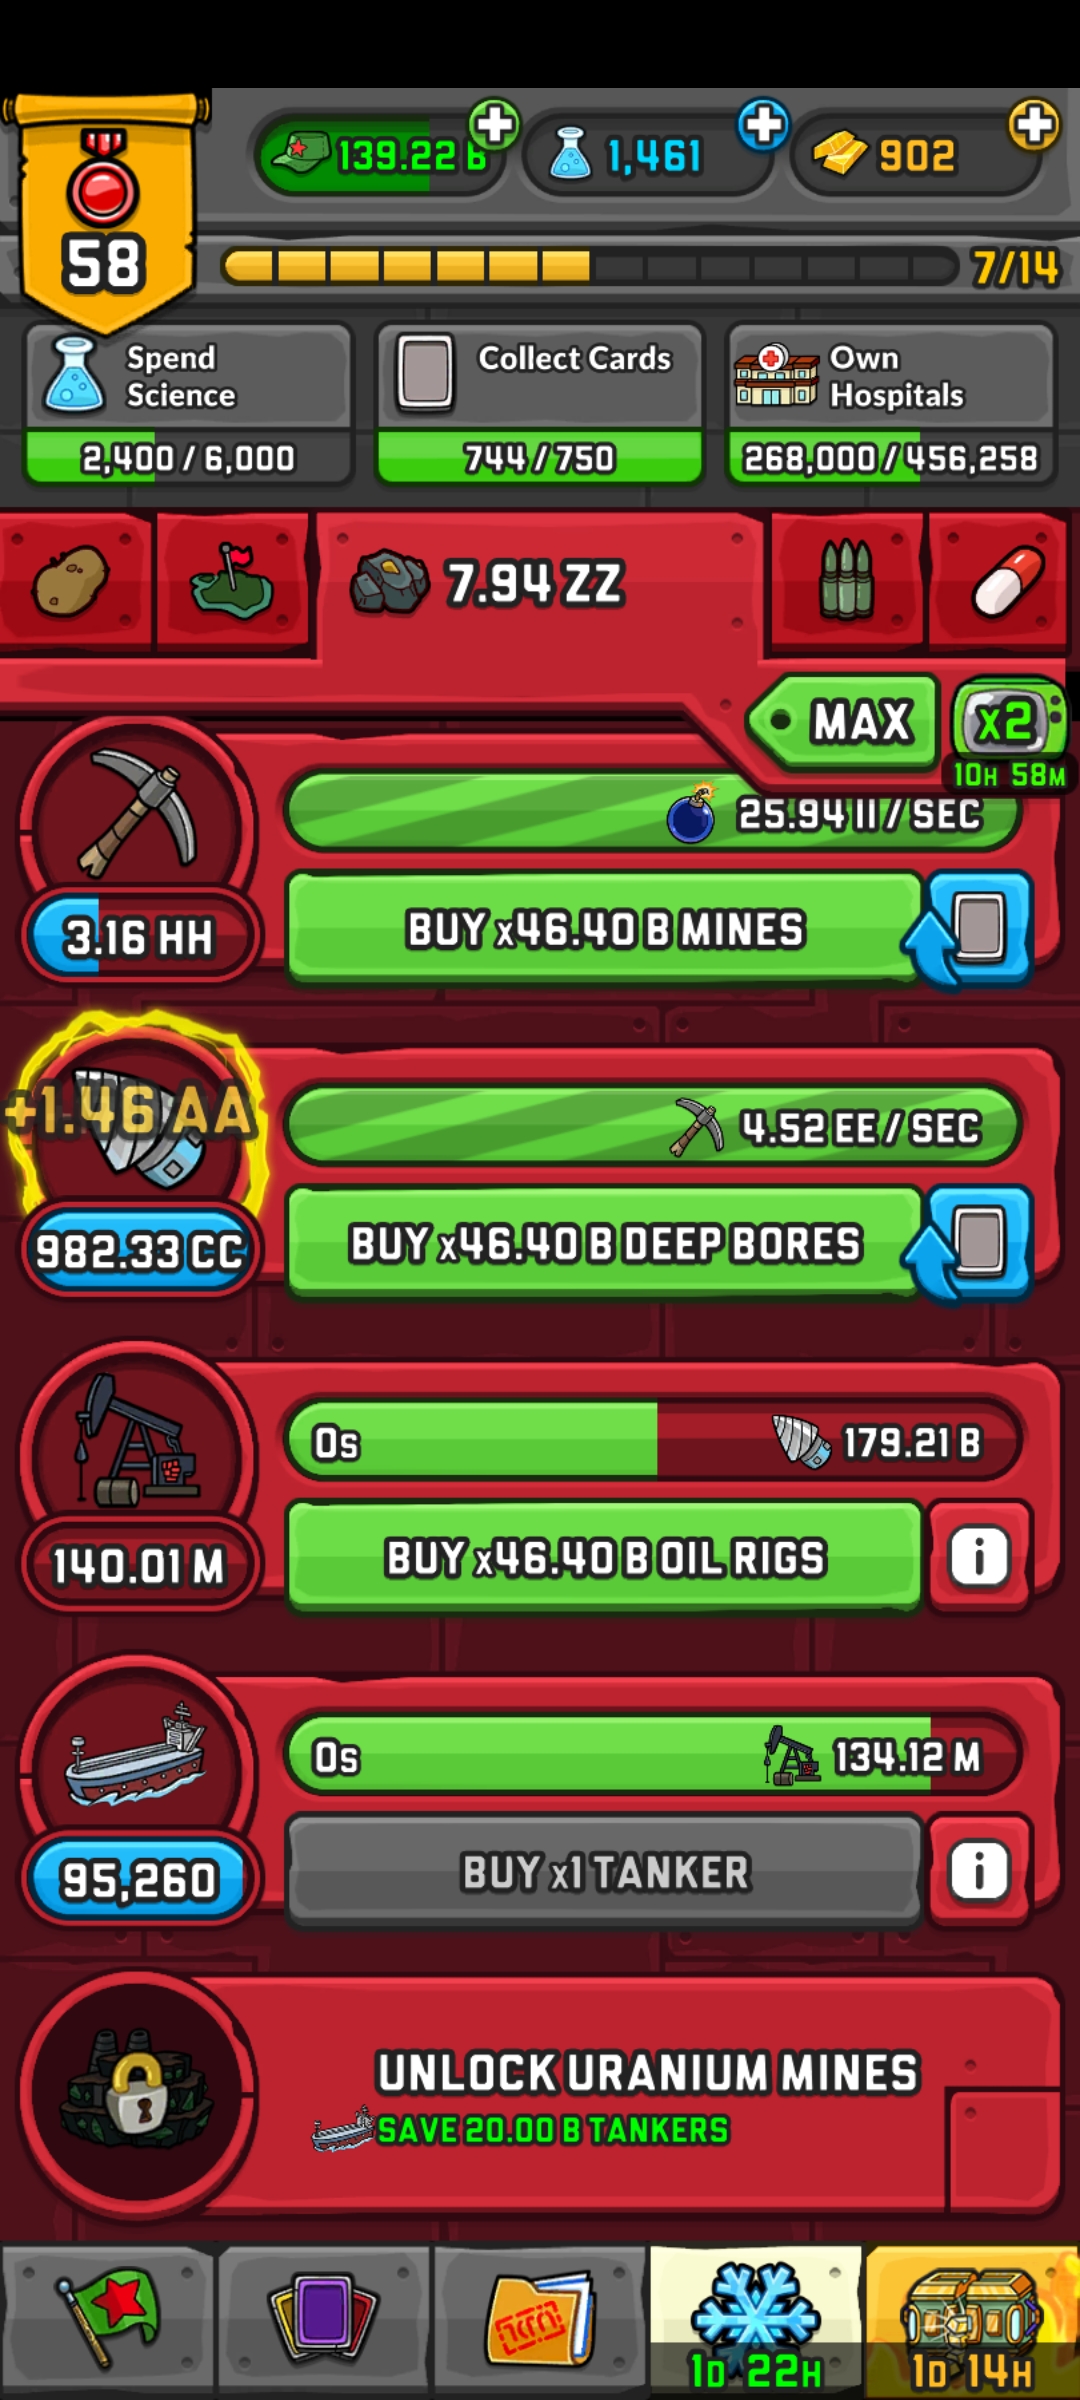 139.22 B
1,461
902
58
7/14
Spend
Science
2,400 / 6,000
Collect Cards
744 / 750
Own
Hospitals
268,000 / 456,258
7.94 ZZ
MAX
X2
10H 58M
25.94 II / SEC
3.16 HH
BUY x46.40 B MINES
+1.46 AA
4.52 EE / SEC
982.33 CC
BUY x46.40 B DEEP BORES
0s
179.21 B
140.01 M
BUY x46.40 B OIL RIGS
i
0s
134.12 M
95,260
BUY x1 TANKER
i
UNLOCK URANIUM MINES
SAVE 20.00 B TANKERS
1D 22H
1D 14H